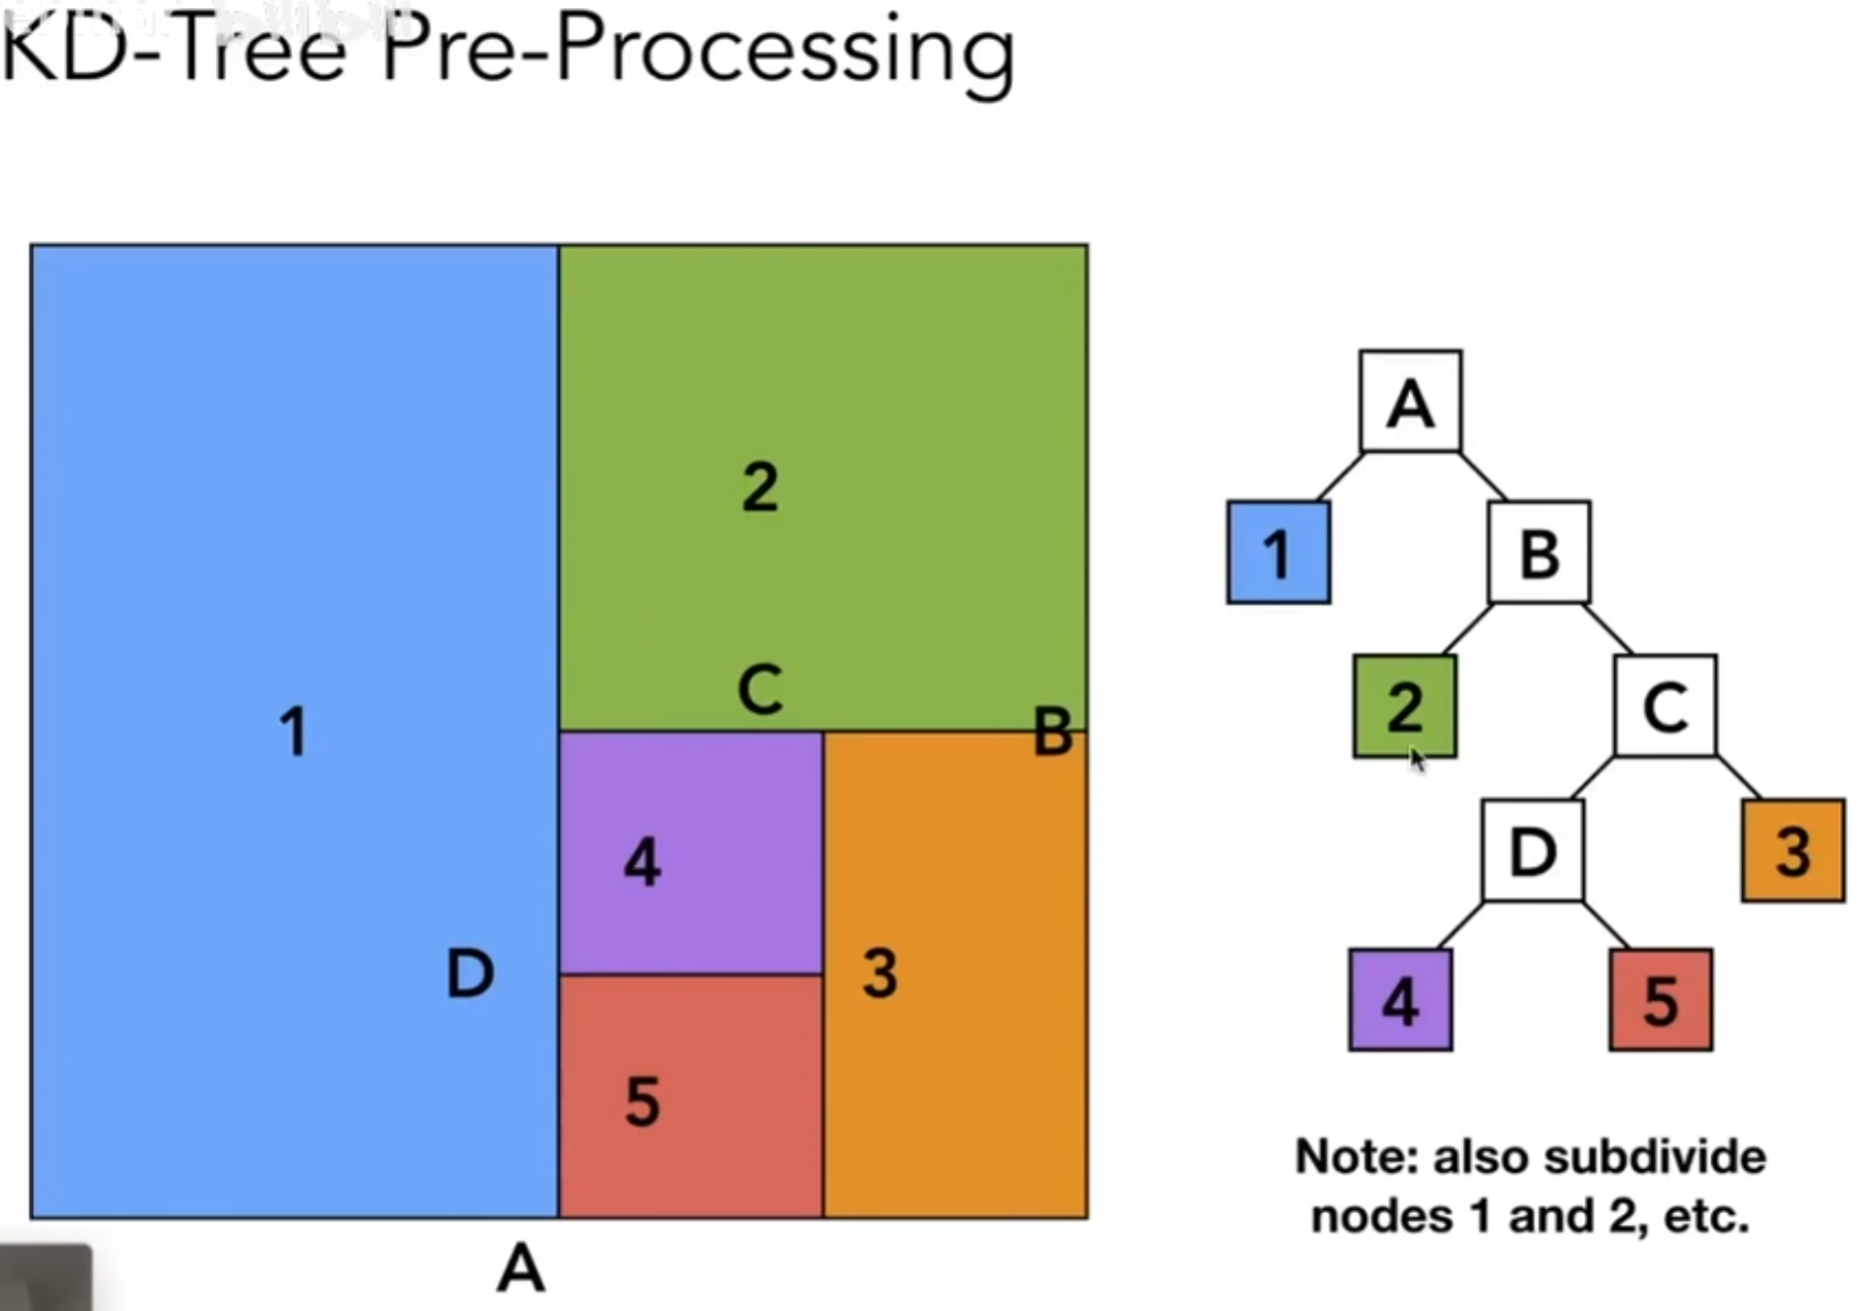 KD-Tree Pre-Processing
1
2
C
B
4
D
3
5
A
A
1
B
2
C
D
3
4
5
Note: also subdivide
nodes 1 and 2, etc.